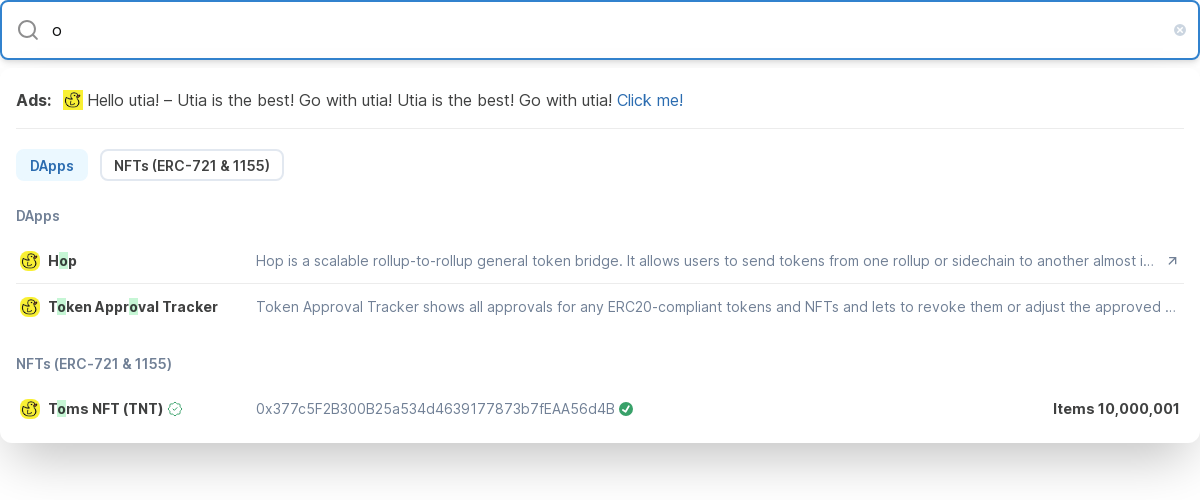 o
Ads: Hello utia! – Utia is the best! Go with utia! Utia is the best! Go with utia! Click me!
DApps NFTs (ERC-721 & 1155)
DApps
Hop Hop is a scalable rollup-to-rollup general token bridge. It allows users to send tokens from one rollup or sidechain to another almost i...
Token Approval Tracker Token Approval Tracker shows all approvals for any ERC20-compliant tokens and NFTs and lets to revoke them or adjust the approved ...
NFTs (ERC-721 & 1155)
Toms NFT (TNT) 0x377c5F2B300B25a534d4639177873b7fEAA56d4B Items 10,000,001